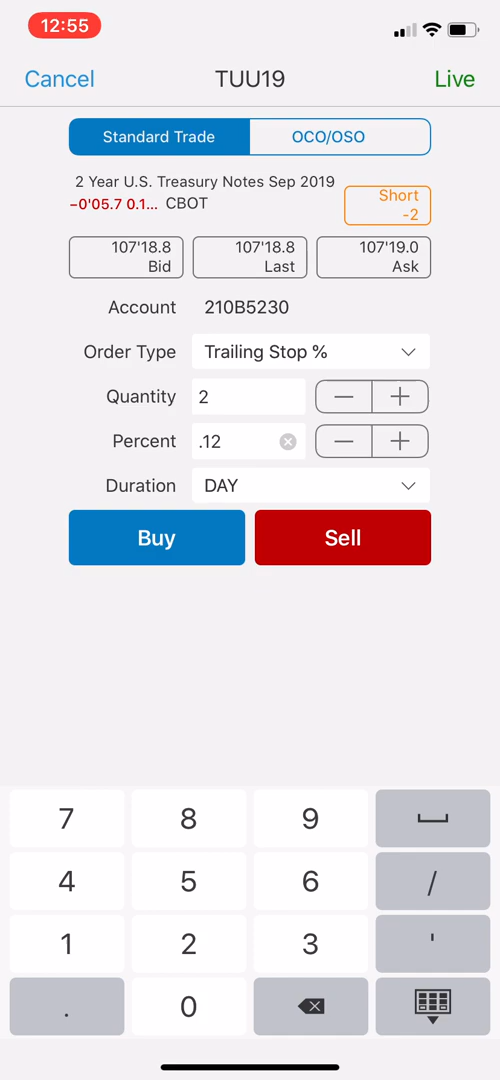 12:55
Cancel TUU19 Live
Standard Trade OCO/OSO
2 Year U.S. Treasury Notes Sep 2019
−0'05.7 0.1... CBOT
Short
-2
107'18.8 107'18.8 107'19.0
Bid Last Ask
Account 210B5230
Order Type Trailing Stop %
Quantity 2
Percent .12
Duration DAY
Buy Sell
7 8 9
4 5 6 /
1 2 3 '
. 0